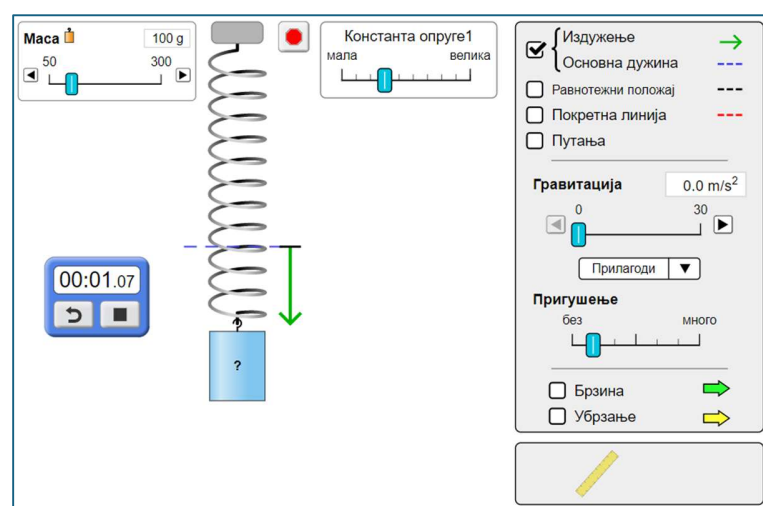 Маса
100 g
50 300
Константа опруге1
мала велика
00:01.07
?
Издужење
Основна дужина
Равнотежни положај
Покретна линија
Путања
Гравитација 0.0 m/s²
0 30
Прилагоди
Пригушење
без много
Брзина
Убрзање